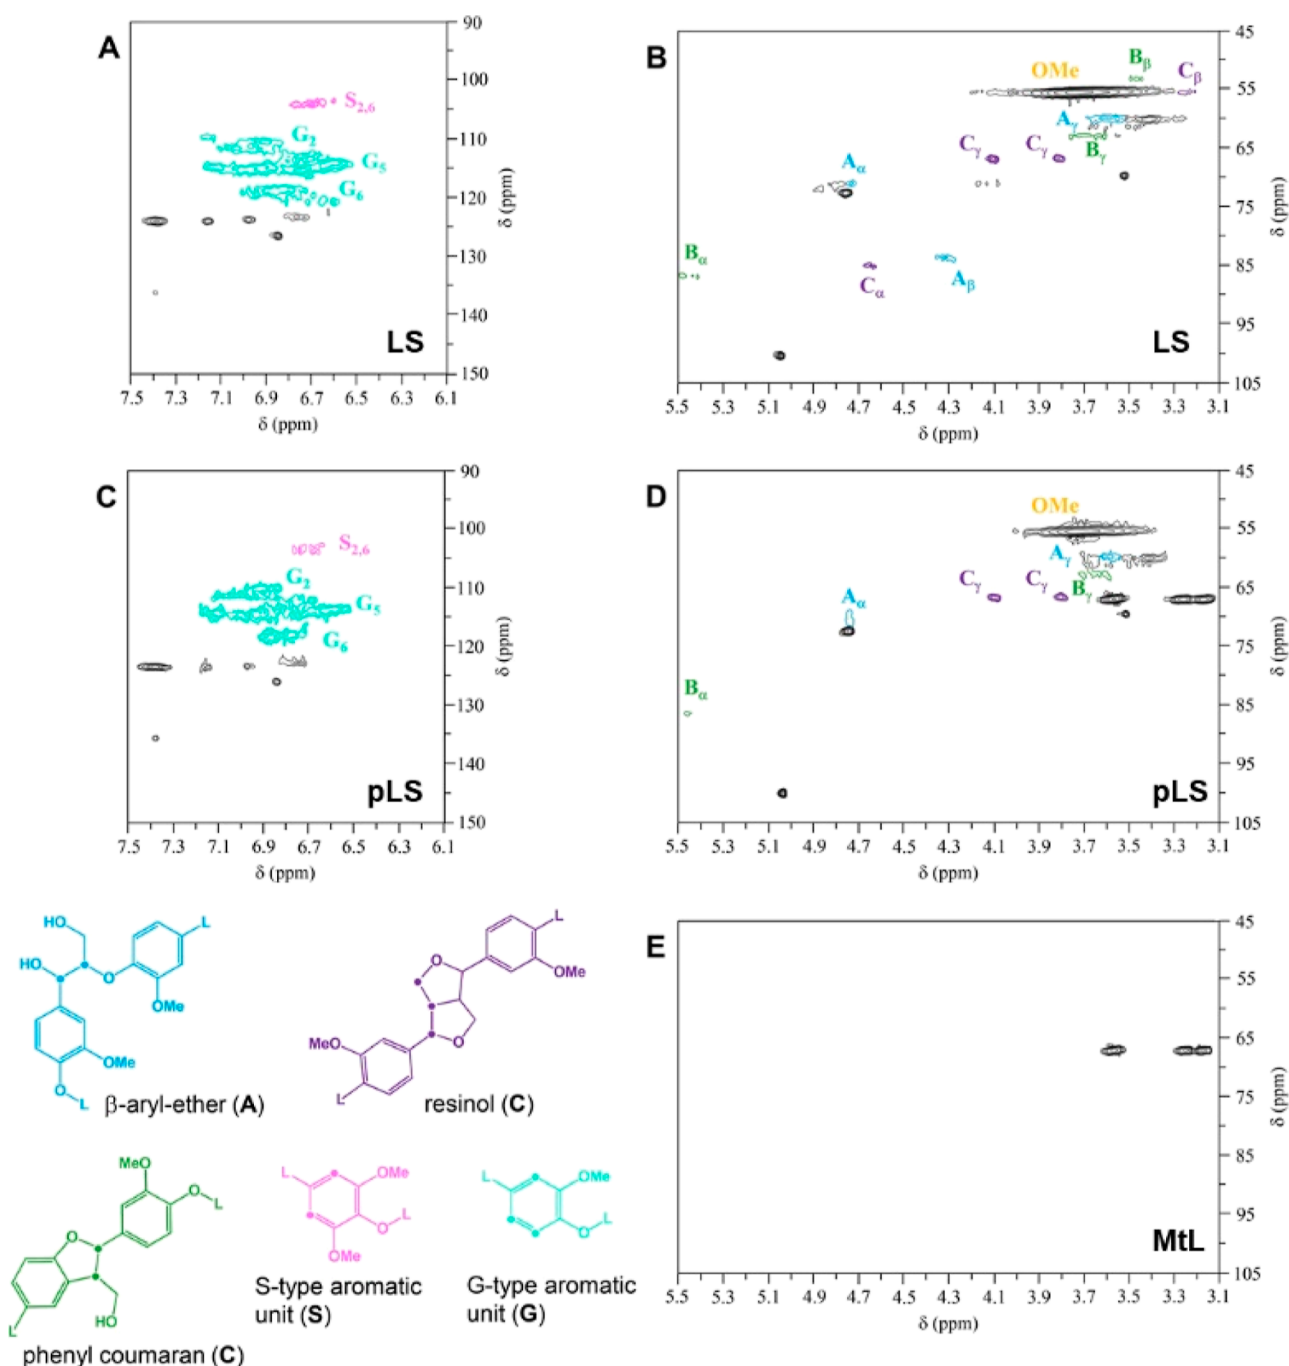 A
S2,6
G2
G5
G6
LS
90
100
110
120
130
140
150
δ (ppm)
7.5 7.3 7.1 6.9 6.7 6.5 6.3 6.1
δ (ppm)
B
OMe
Bβ
Cβ
Aγ
Bγ
Cγ Cγ
Aα
Bα
Cα
Aβ
LS
45
55
65
75
85
95
105
δ (ppm)
5.5 5.3 5.1 4.9 4.7 4.5 4.3 4.1 3.9 3.7 3.5 3.3 3.1
δ (ppm)
C
S2,6
G2
G5
G6
pLS
90
100
110
120
130
140
150
δ (ppm)
7.5 7.3 7.1 6.9 6.7 6.5 6.3 6.1
δ (ppm)
D
OMe
Aγ
Cγ Cγ
Bγ
Aα
Bα
pLS
45
55
65
75
85
95
105
δ (ppm)
5.5 5.3 5.1 4.9 4.7 4.5 4.3 4.1 3.9 3.7 3.5 3.3 3.1
δ (ppm)
HO
L
HO
O
OMe
OMe
O
L
β-aryl-ether (A)
L
O
OMe
MeO
O
L
resinol (C)
MeO
O
L
O
HO
L
phenyl coumaran (C)
L
OMe
L
O
OMe
S-type aromatic
unit (S)
L
OMe
L
O
G-type aromatic
unit (G)
E
MtL
45
55
65
75
85
95
105
δ (ppm)
5.5 5.3 5.1 4.9 4.7 4.5 4.3 4.1 3.9 3.7 3.5 3.3 3.1
δ (ppm)